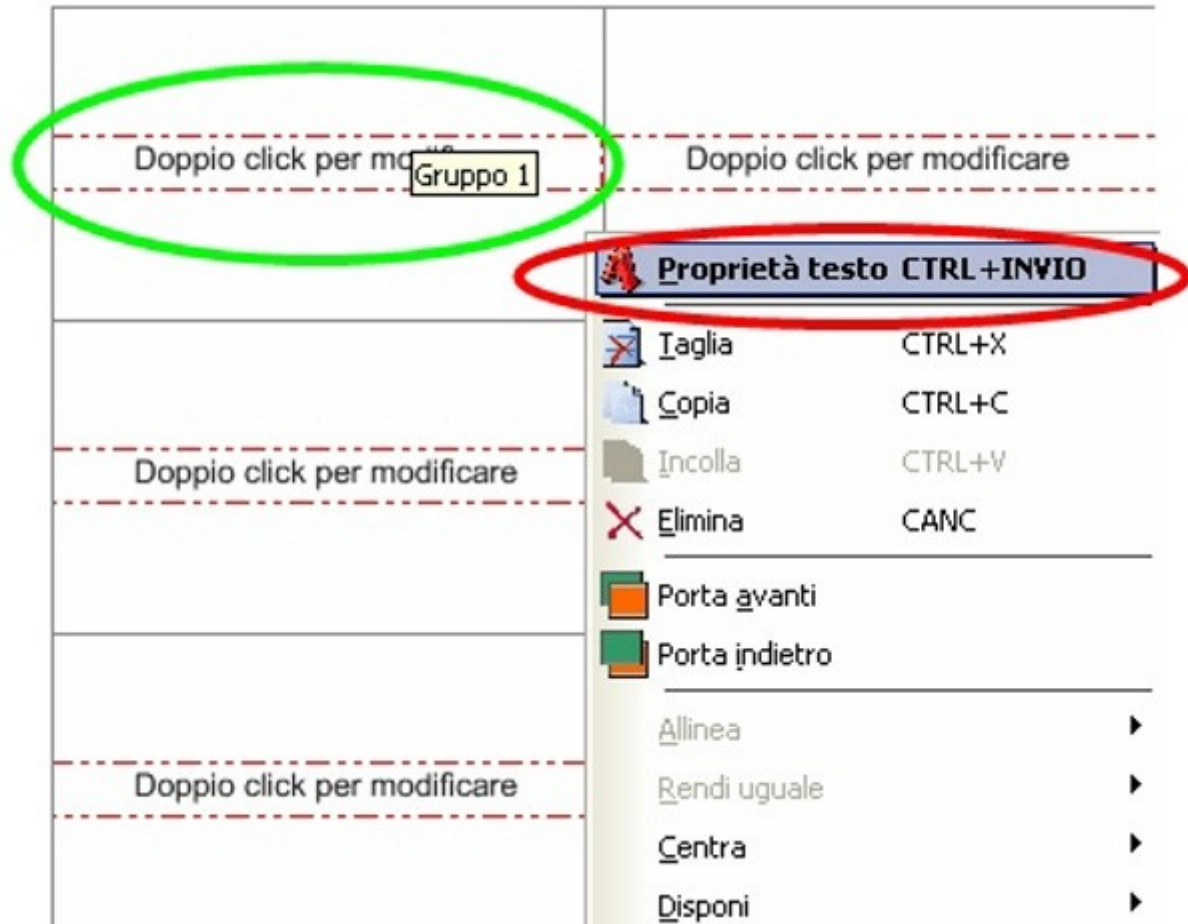 Doppio click per mo
Gruppo 1
Doppio click per modificare
Proprietà testo CTRL+INVIO
Taglia CTRL+X
Copia CTRL+C
Doppio click per modificare
Incolla CTRL+V
Elimina CANC
Porta avanti
Porta indietro
Allinea
Doppio click per modificare
Rendi uguale
Centra
Disponi